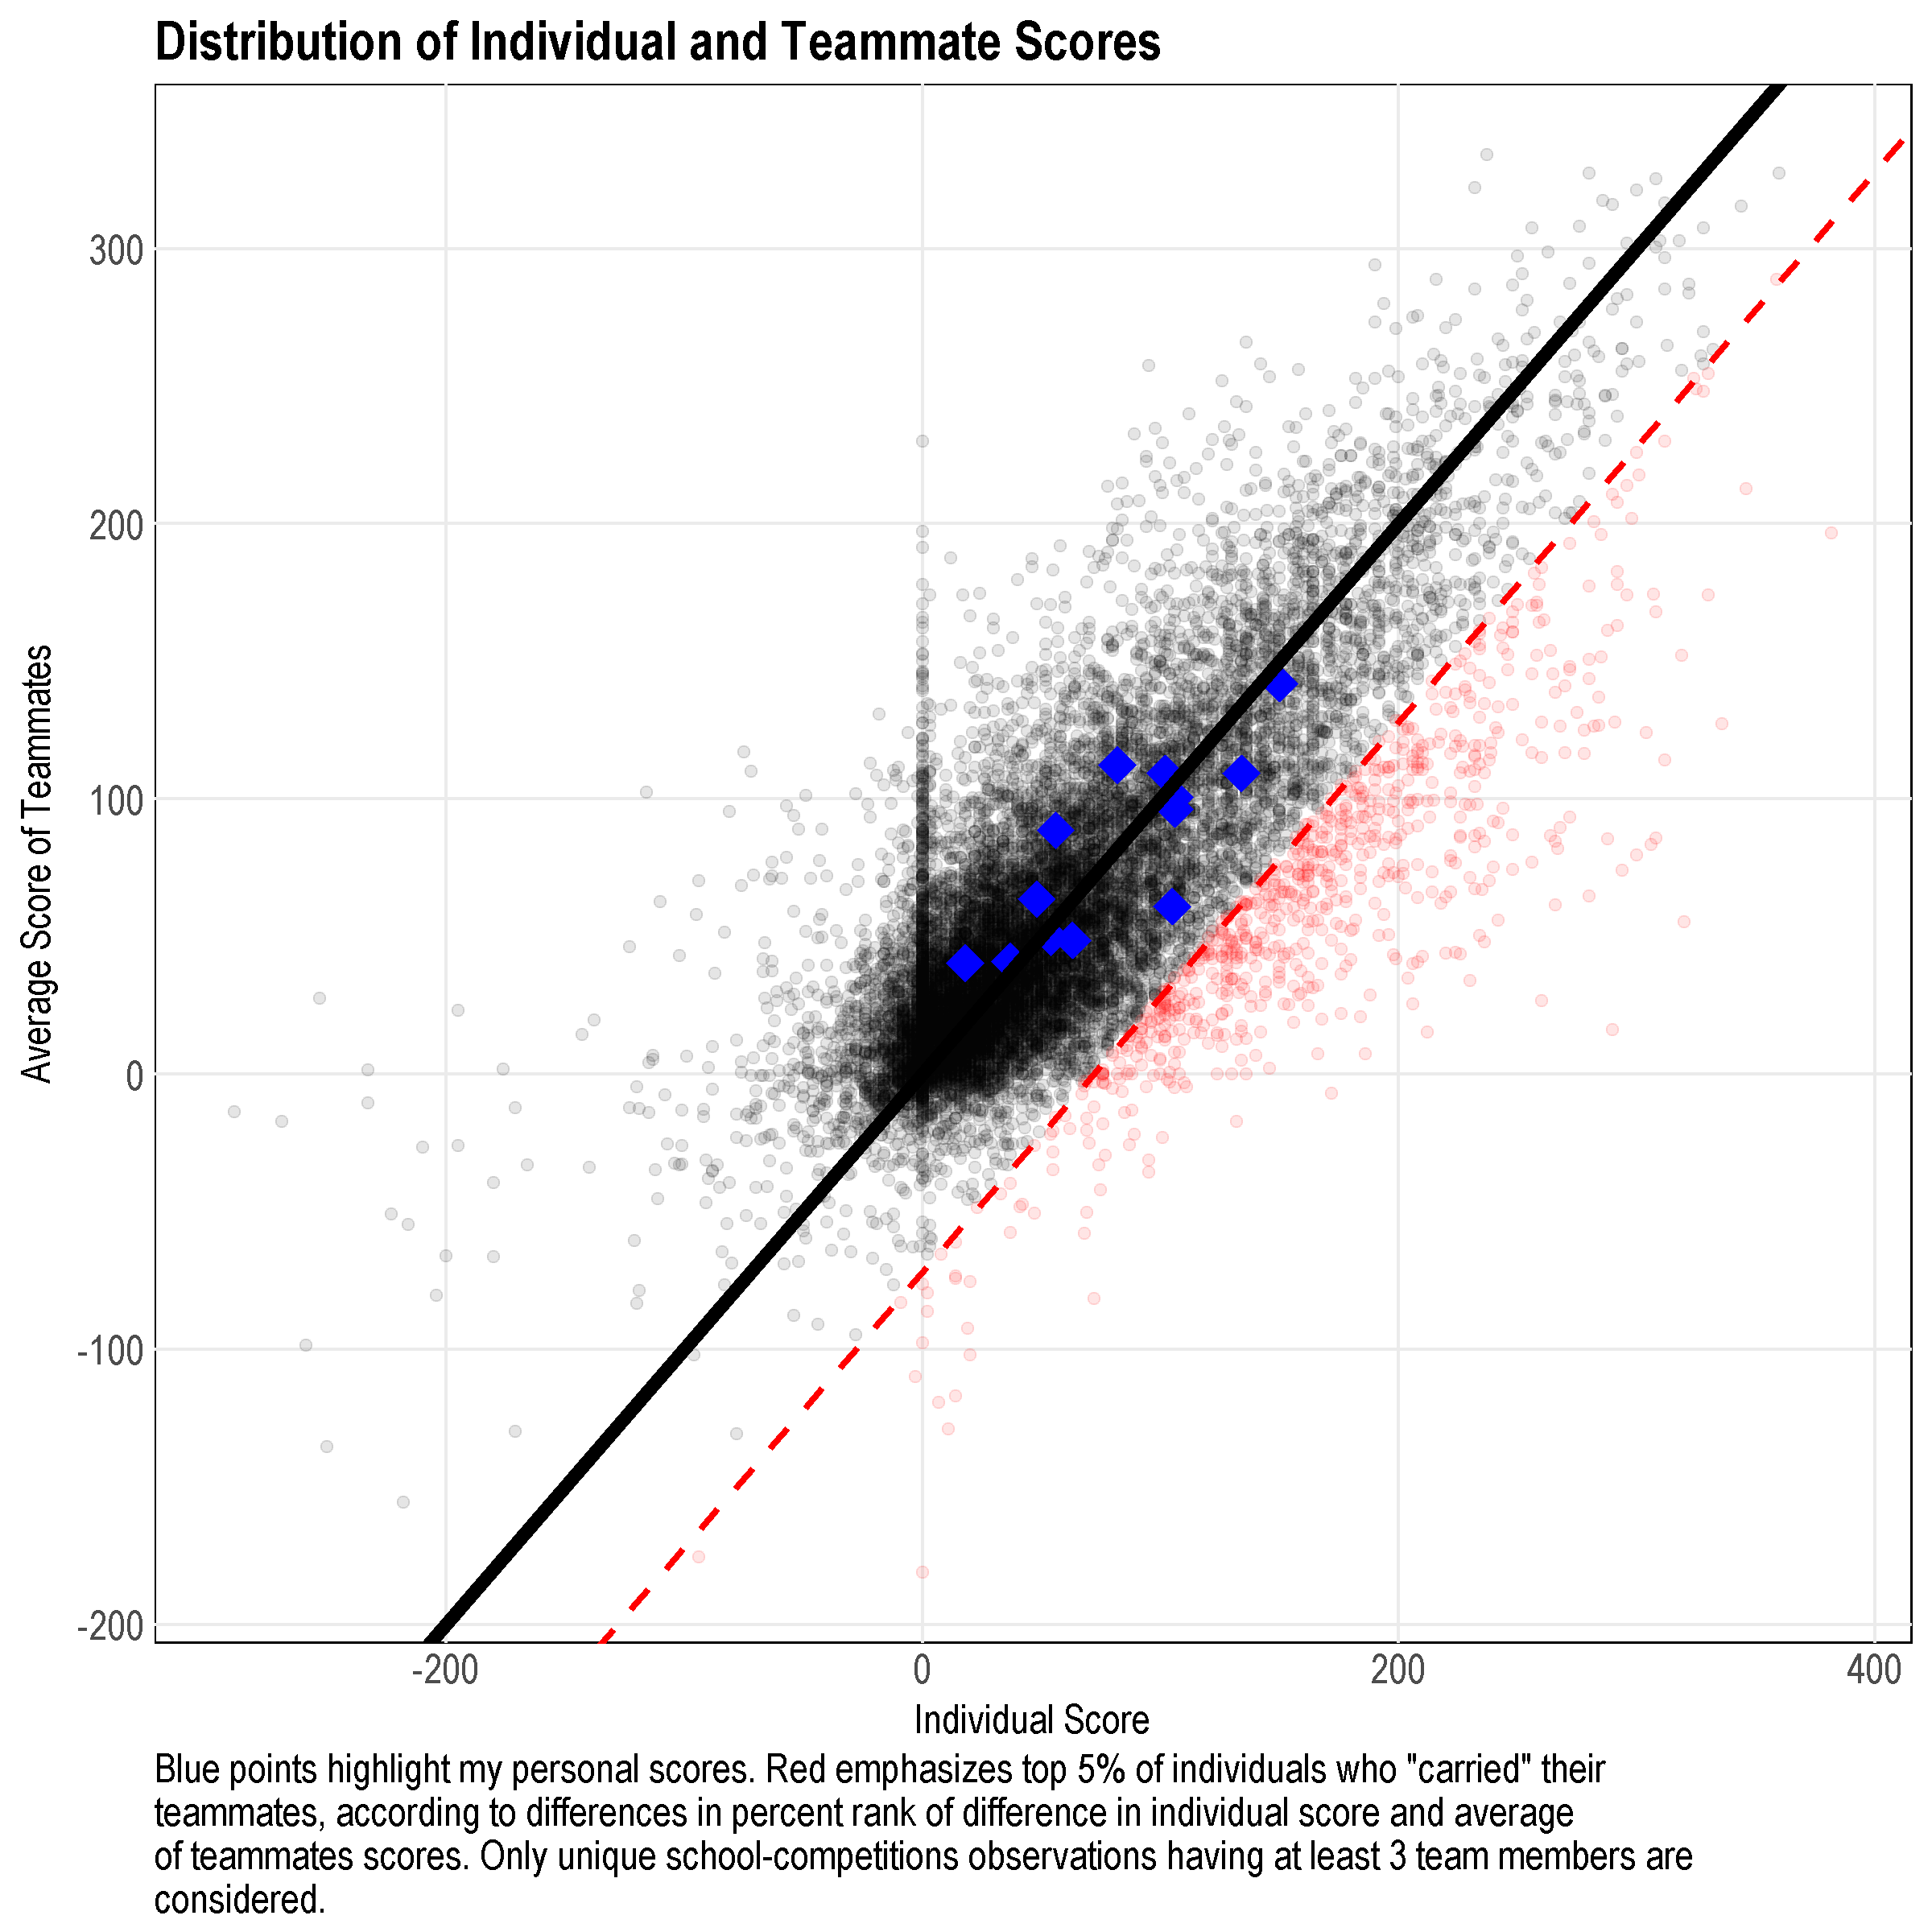 Distribution of Individual and Teammate Scores
300
200
100
0
-100
-200
Average Score of Teammates
-200
0
200
400
Individual Score
Blue points highlight my personal scores. Red emphasizes top 5% of individuals who "carried" their
teammates, according to differences in percent rank of difference in individual score and average
of teammates scores. Only unique school-competitions observations having at least 3 team members are
considered.